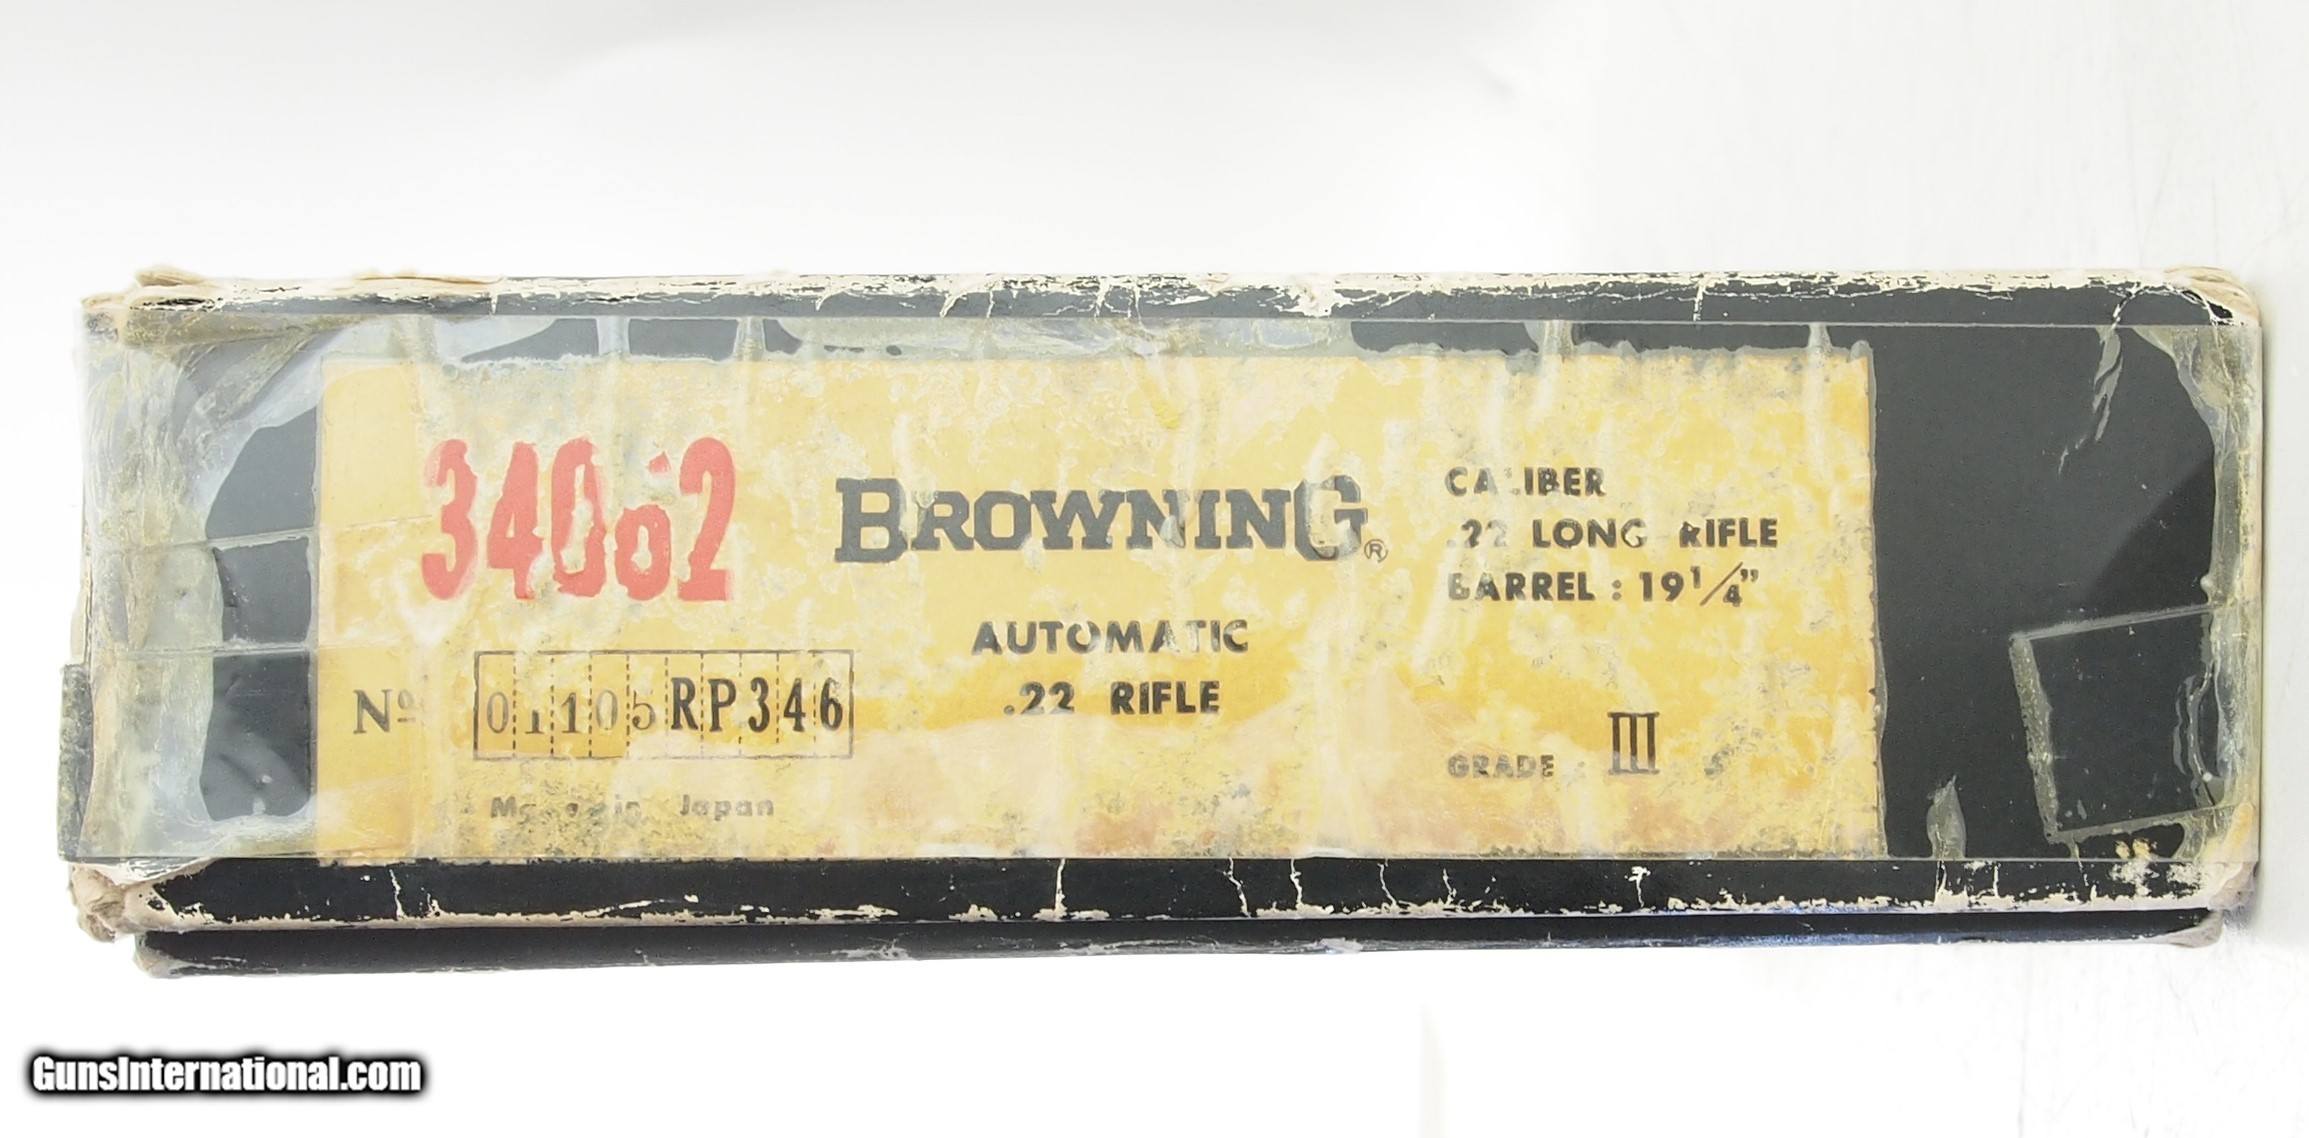 34062
BROWNING®
CALIBER
.22 LONG RIFLE
BARREL : 19 1/4"
AUTOMATIC
.22 RIFLE
Nº 01105RP346
GRADE : III
Japan
GunsInternational.com